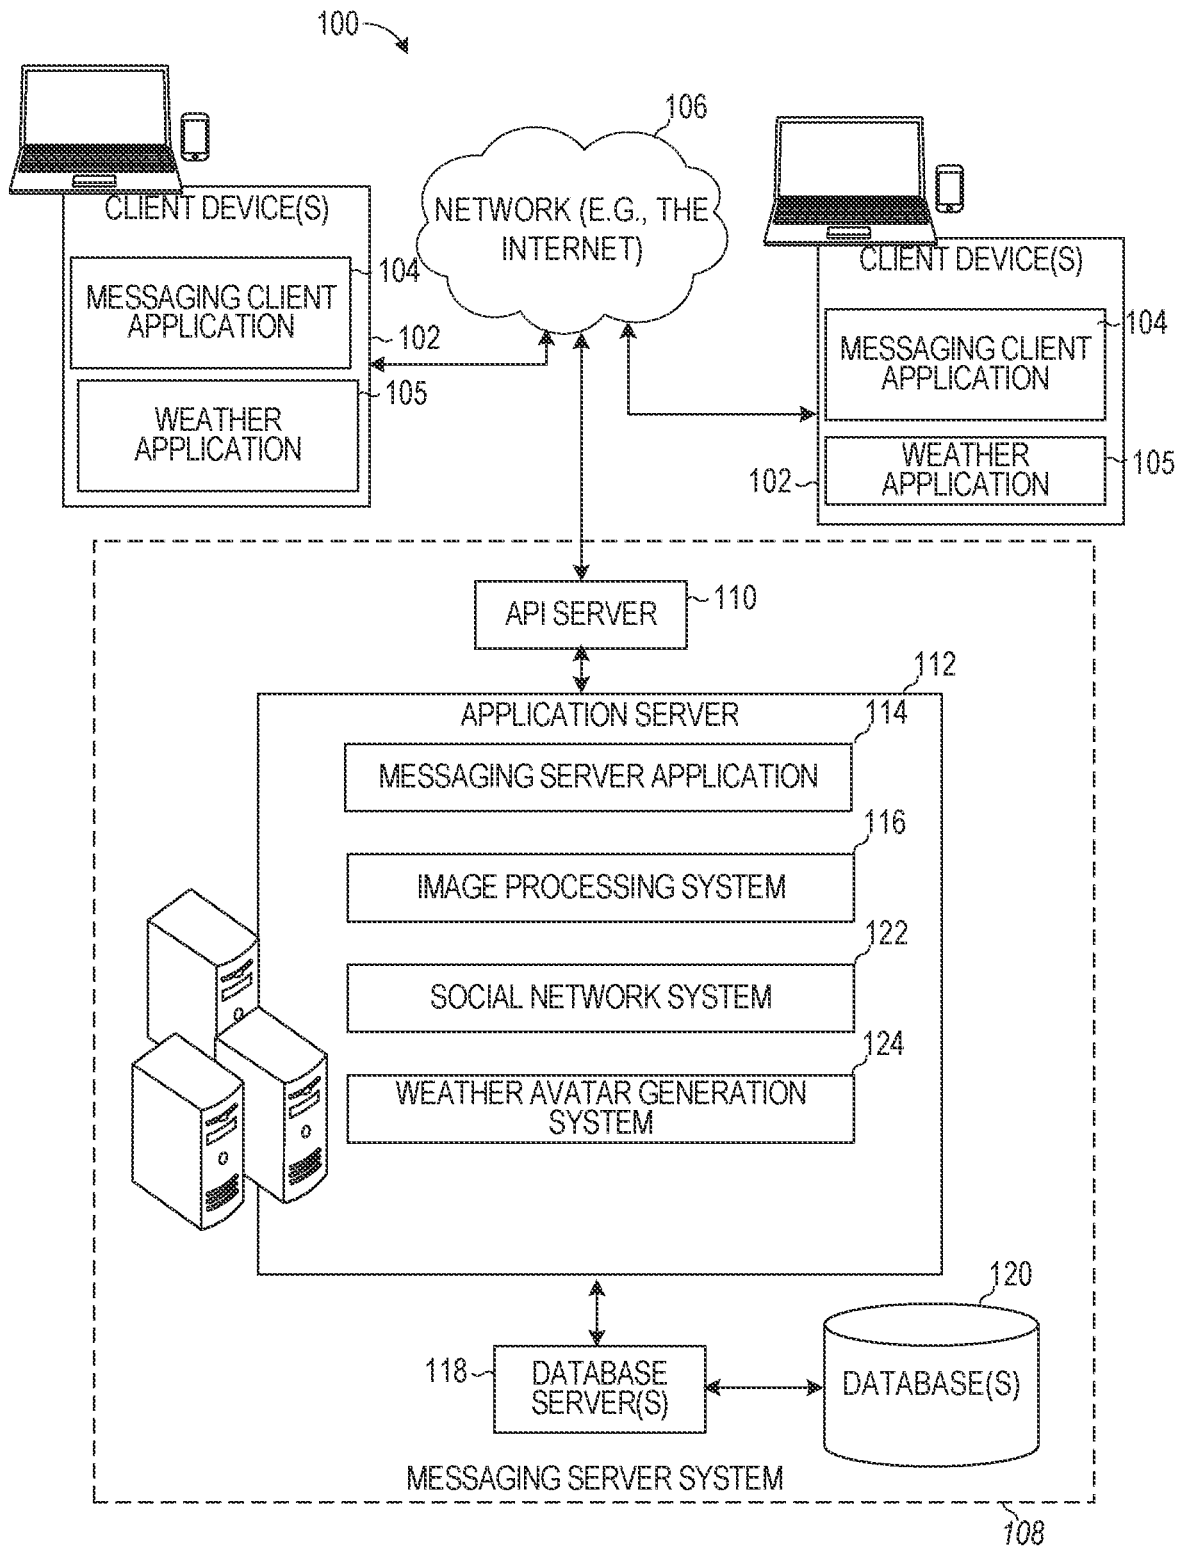 100
106
NETWORK (E.G., THE
INTERNET)
CLIENT DEVICE(S)
104
MESSAGING CLIENT
APPLICATION
102
105
WEATHER
APPLICATION
CLIENT DEVICE(S)
104
MESSAGING CLIENT
APPLICATION
102
105
WEATHER
APPLICATION
API SERVER
110
112
APPLICATION SERVER
114
MESSAGING SERVER APPLICATION
116
IMAGE PROCESSING SYSTEM
122
SOCIAL NETWORK SYSTEM
124
WEATHER AVATAR GENERATION
SYSTEM
120
118
DATABASE
SERVER(S)
DATABASE(S)
MESSAGING SERVER SYSTEM
108